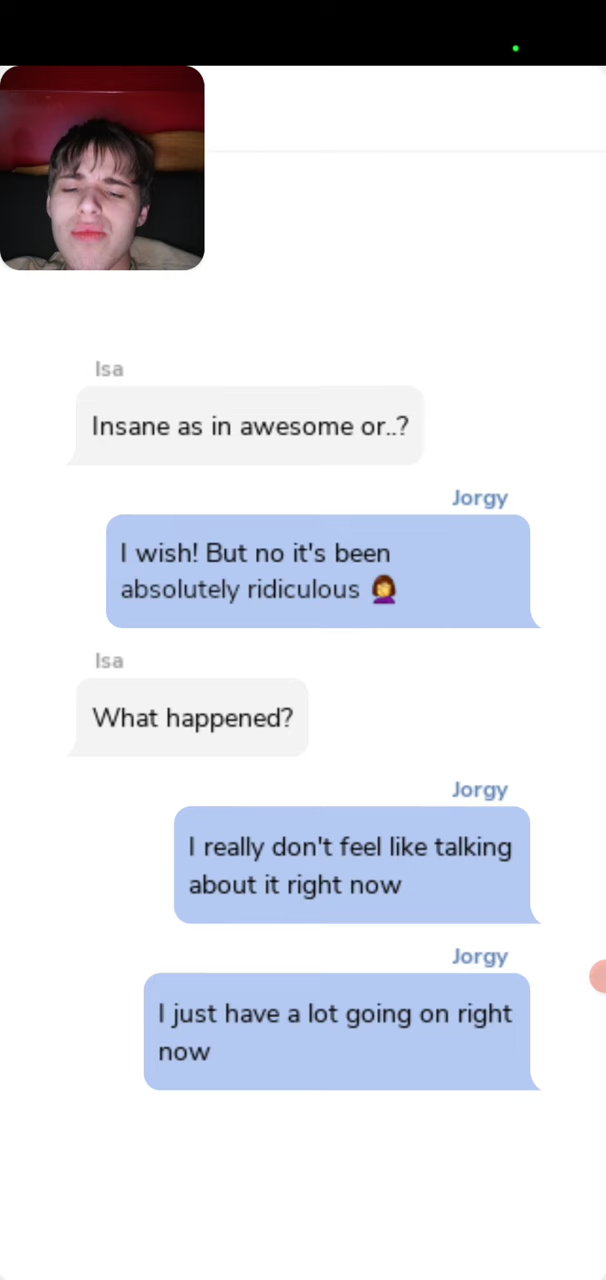 Isa
Insane as in awesome or..?
Jorgy
I wish! But no it's been
absolutely ridiculous 🤦‍♀️
Isa
What happened?
Jorgy
I really don't feel like talking
about it right now
Jorgy
I just have a lot going on right
now